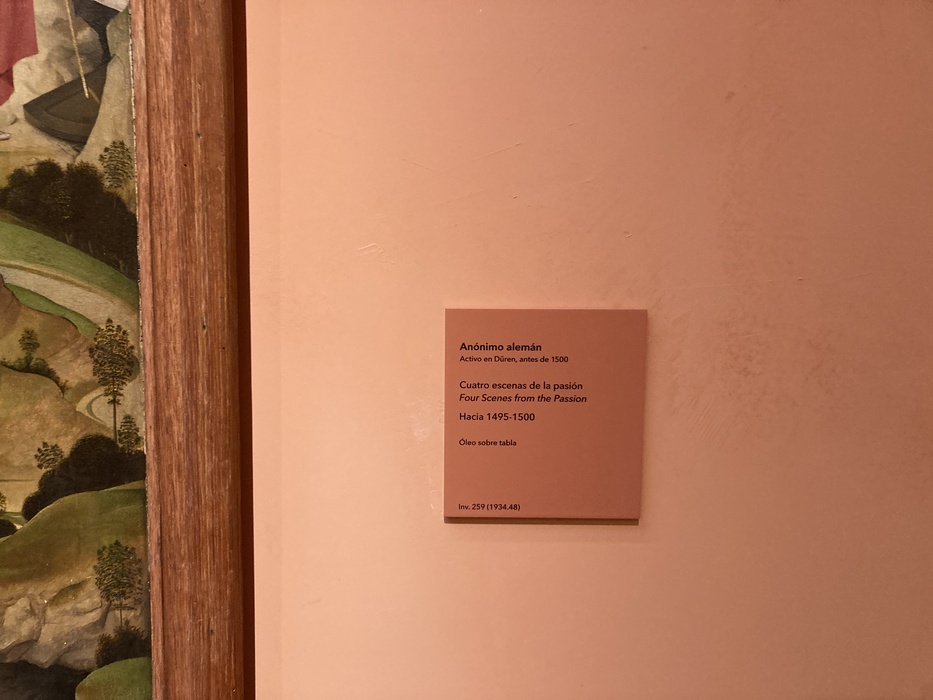 Anónimo alemán
Activo en Düren, antes de 1500
Cuatro escenas de la pasión
Four Scenes from the Passion
Hacia 1495-1500
Óleo sobre tabla
Inv. 259 (1934.48)